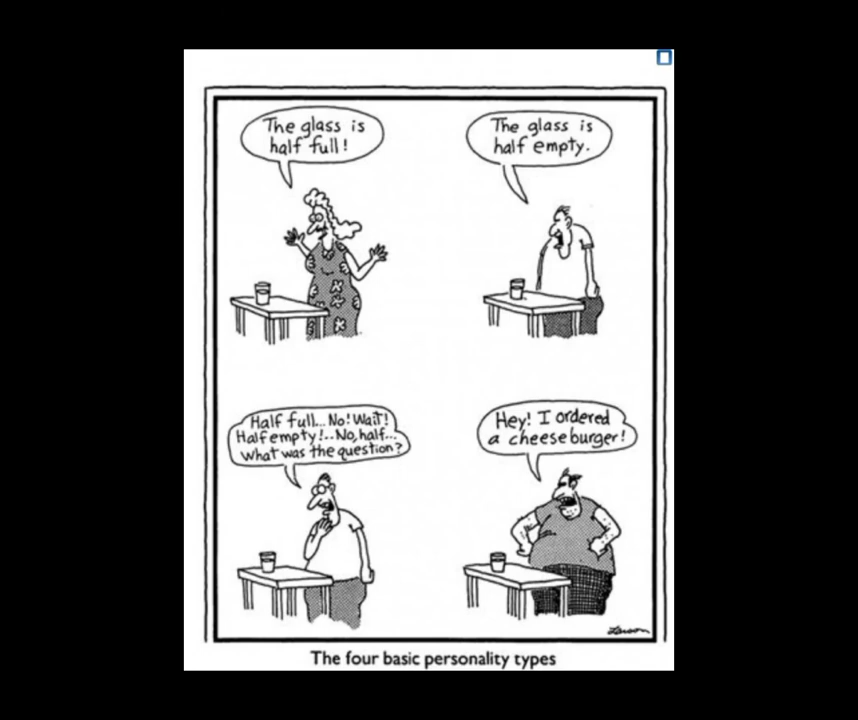 The glass is
half full!
The glass is
half empty.
Half full... No! Wait!
Half empty!.. No, half...
What was the question?
Hey! I ordered
a cheeseburger!
Larson
The four basic personality types